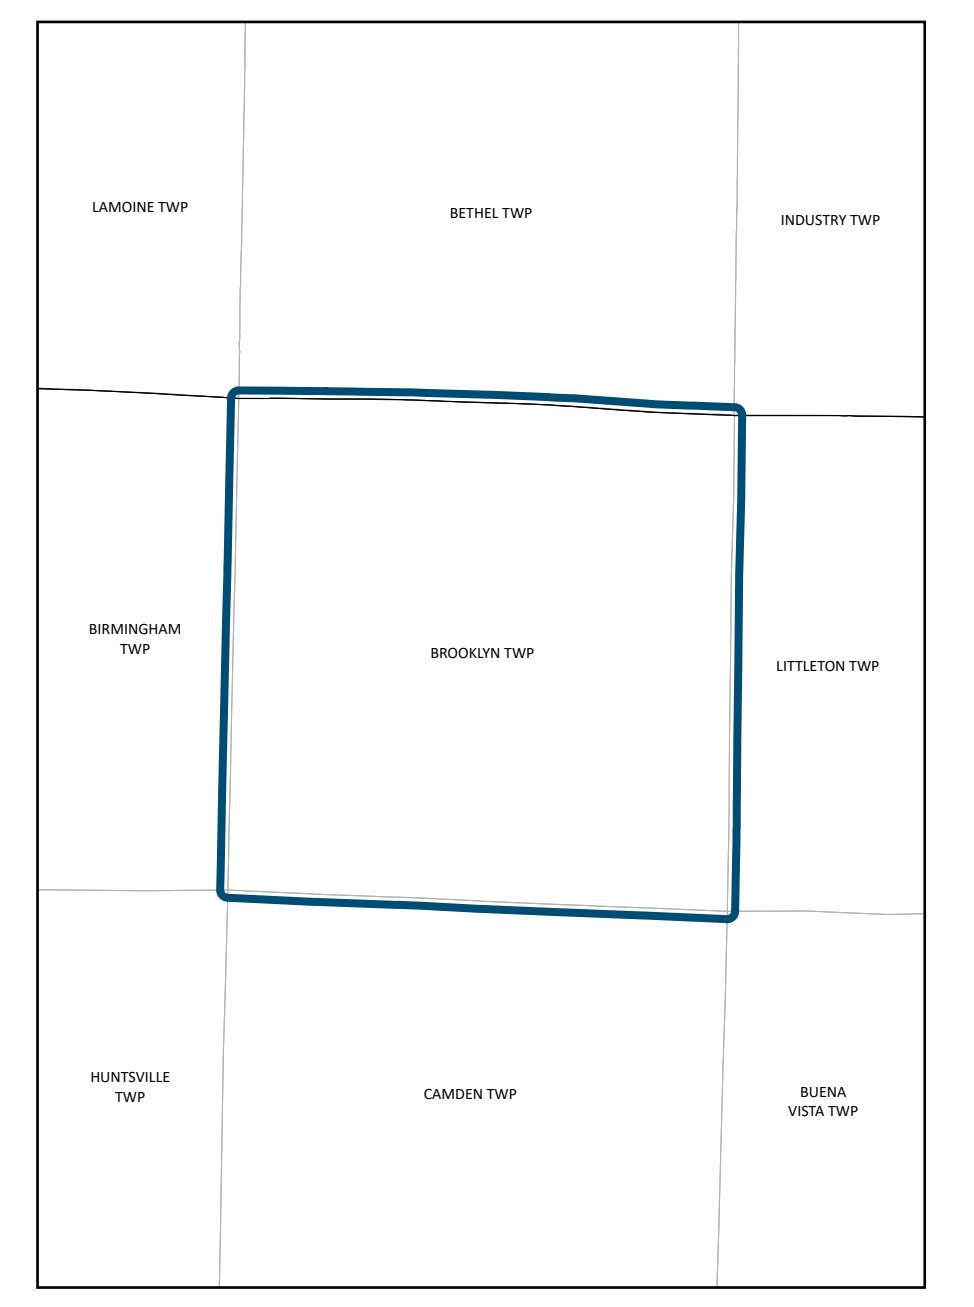 LAMOINE TWP
BETHEL TWP
INDUSTRY TWP
BIRMINGHAM
TWP
BROOKLYN TWP
LITTLETON TWP
HUNTSVILLE
TWP
CAMDEN TWP
BUENA
VISTA TWP